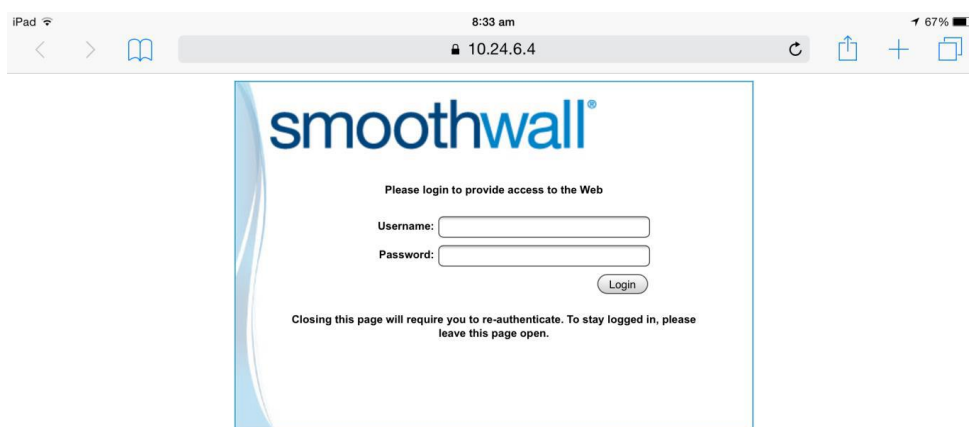 iPad 8:33 am 67%
10.24.6.4
smoothwall®
Please login to provide access to the Web
Username:
Password:
Login
Closing this page will require you to re-authenticate. To stay logged in, please
leave this page open.